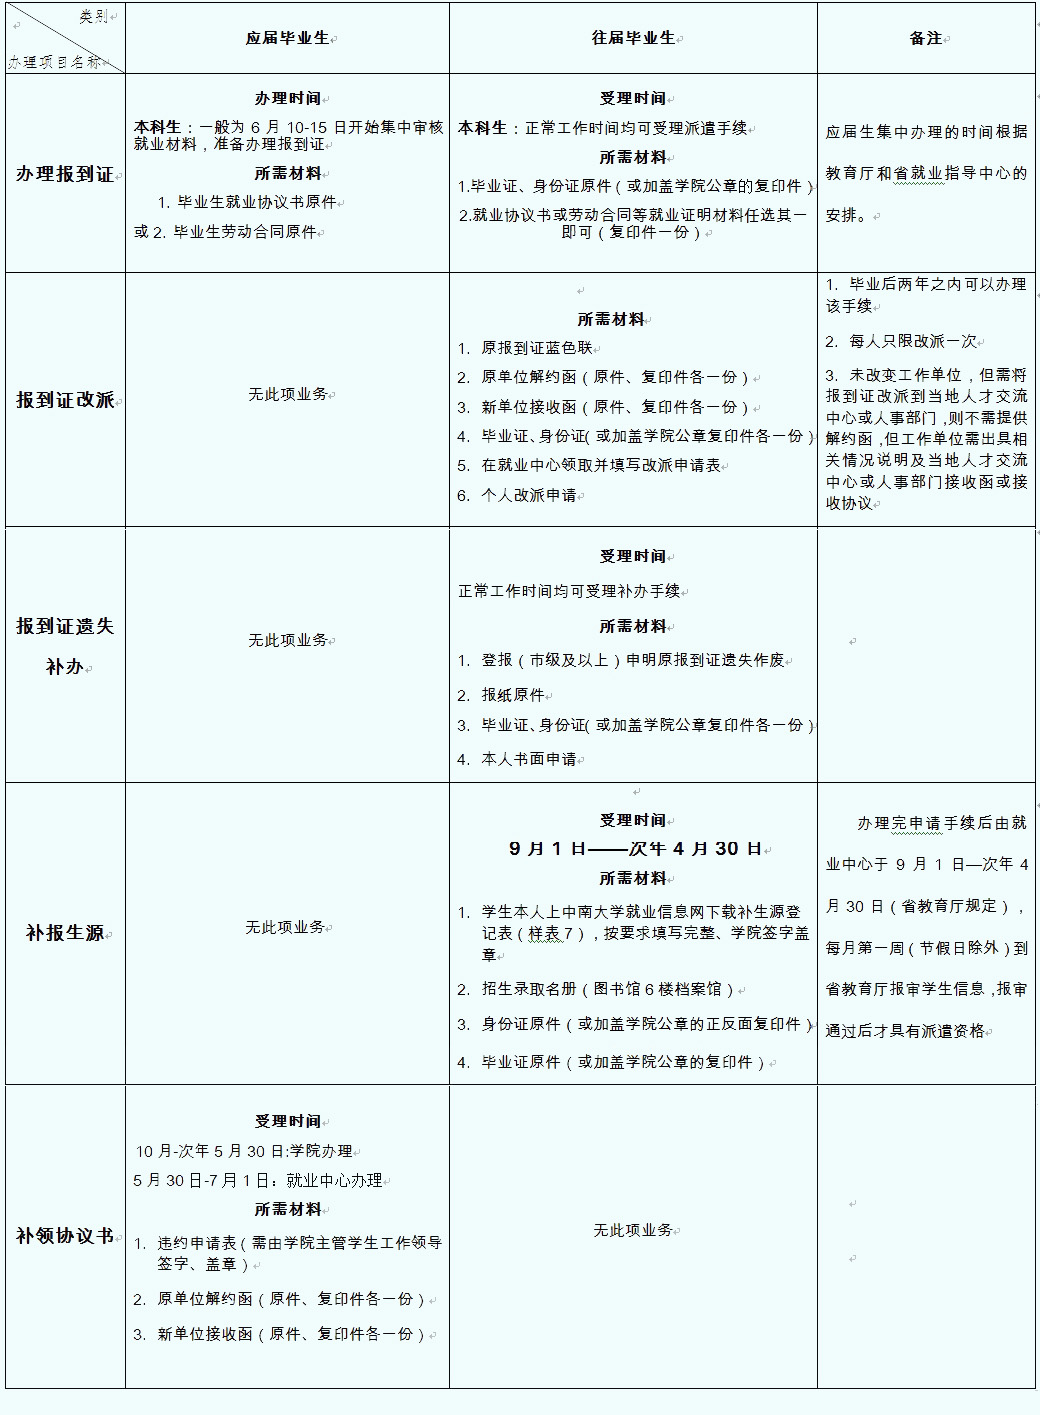 类别
办理项目名称
应届毕业生
往届毕业生
备注
办理报到证
办理时间
本科生：一般为 6 月 10-15 日开始集中审核
就业材料，准备办理报到证
所需材料
1. 毕业生就业协议书原件
或 2. 毕业生劳动合同原件
受理时间
本科生：正常工作时间均可受理派遣手续
所需材料
1.毕业证、身份证原件（或加盖学院公章的复印件）
2.就业协议书或劳动合同等就业证明材料任选其一
即可（复印件一份）
应届生集中办理的时间根据
教育厅和省就业指导中心的
安排。
报到证改派
无此项业务
所需材料
1. 原报到证蓝色联
2. 原单位解约函（原件、复印件各一份）
3. 新单位接收函（原件、复印件各一份）
4. 毕业证、身份证（或加盖学院公章复印件各一份）
5. 在就业中心领取并填写改派申请表
6. 个人改派申请
1. 毕业后两年之内可以办理
该手续
2. 每人只限改派一次
3. 未改变工作单位，但需将
报到证改派到当地人才交流
中心或人事部门，则不需提供
解约函，但工作单位需出具相
关情况说明及当地人才交流
中心或人事部门接收函或接
收协议
报到证遗失
补办
无此项业务
受理时间
正常工作时间均可受理补办手续
所需材料
1. 登报（市级及以上）申明原报到证遗失作废
2. 报纸原件
3. 毕业证、身份证（或加盖学院公章复印件各一份）
4. 本人书面申请
补报生源
无此项业务
受理时间
9 月 1 日——次年 4 月 30 日
所需材料
1. 学生本人上中南大学就业信息网下载补生源登
记表（样表 7），按要求填写完整、学院签字盖
章
2. 招生录取名册（图书馆 6 楼档案馆）
3. 身份证原件（或加盖学院公章的正反面复印件）
4. 毕业证原件（或加盖学院公章的复印件）
办理完申请手续后由就
业中心于 9 月 1 日—次年 4
月 30 日（省教育厅规定），
每月第一周（节假日除外）到
省教育厅报审学生信息，报审
通过后才具有派遣资格
补领协议书
受理时间
10 月-次年 5 月 30 日:学院办理
5 月 30 日-7 月 1 日：就业中心办理
所需材料
1. 违约申请表（需由学院主管学生工作领导
签字、盖章）
2. 原单位解约函（原件、复印件各一份）
3. 新单位接收函（原件、复印件各一份）
无此项业务